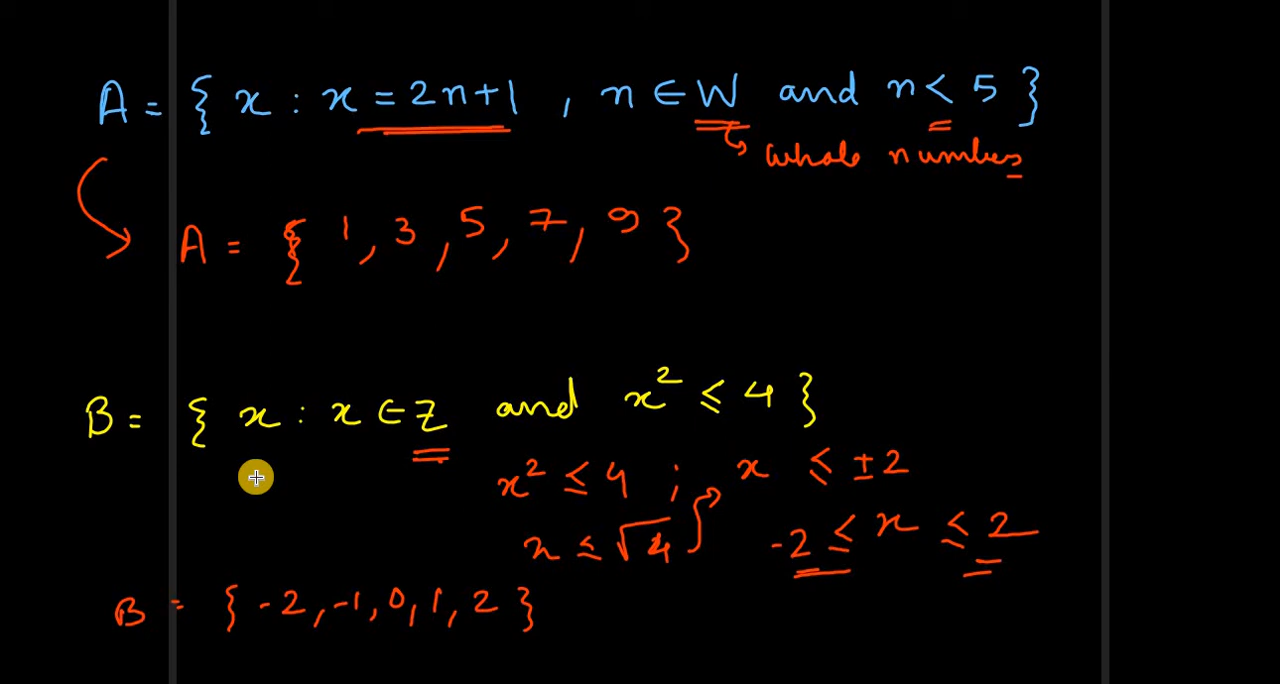 A = { x : x = 2n+1 , n ∈ W and n < 5 }
whole numbers
A = { 1 , 3 , 5 , 7 , 9 }
B = { x : x ∈ Z and x² ≤ 4 }
x² ≤ 4 ; x ≤ ±2
x ≤ √4 -2 ≤ x ≤ 2
B = { -2 , -1 , 0 , 1 , 2 }